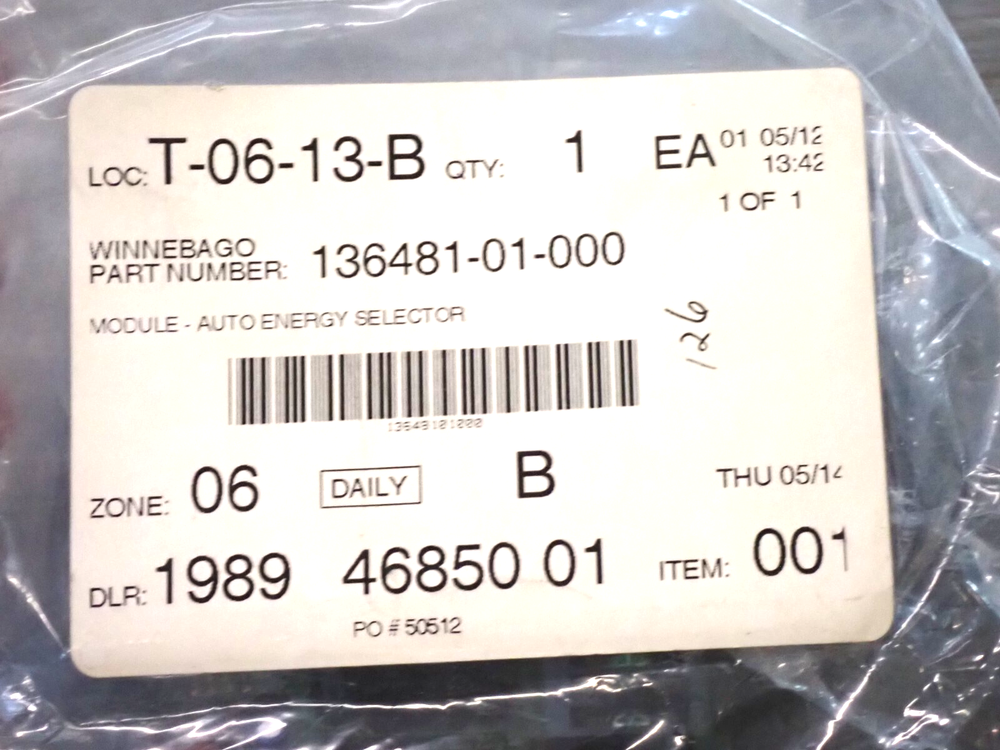 LOC: T-06-13-B QTY: 1 EA 01 05/12
13:42
1 OF 1
WINNEBAGO
PART NUMBER: 136481-01-000
MODULE - AUTO ENERGY SELECTOR
126
13648101000
ZONE: 06 DAILY B THU 05/14
DLR: 1989 46850 01 ITEM: 001
PO # 50512